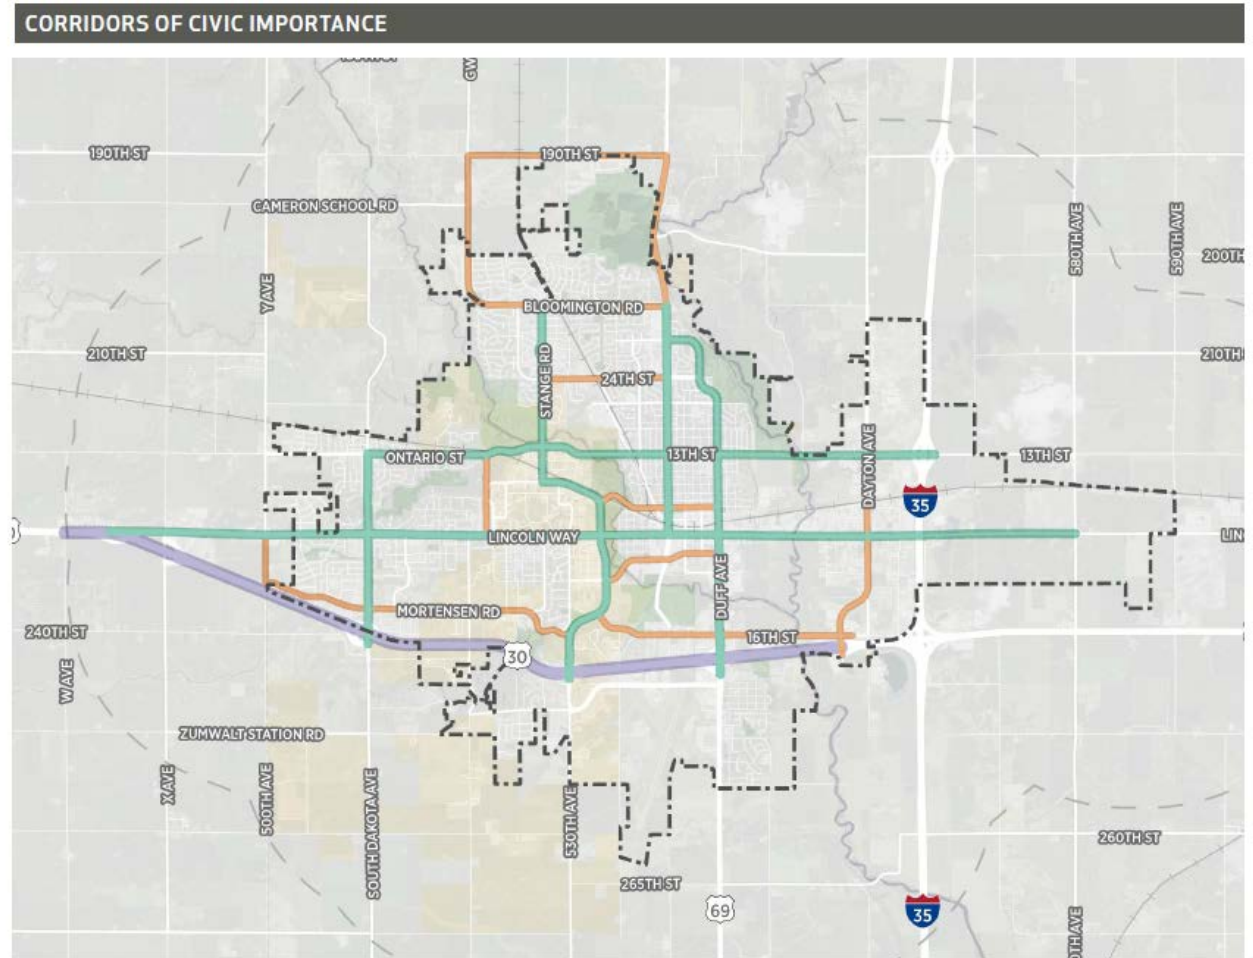 CORRIDORS OF CIVIC IMPORTANCE
GW
190TH ST
190TH ST
CAMERON SCHOOL RD
580TH AVE
590TH AVE
200TH
Y AVE
BLOOMINGTON RD
210TH ST
210TH
STANGE RD
24TH ST
DAYTON AVE
ONTARIO ST
13TH ST
13TH ST
35
LINCOLN WAY
LIN
DUFF AVE
MORTENSEN RD
240TH ST
16TH ST
30
W AVE
ZUMWALT STATION RD
X AVE
500TH AVE
SOUTH DAKOTA AVE
530TH AVE
260TH ST
265TH ST
69
35
0TH AVE